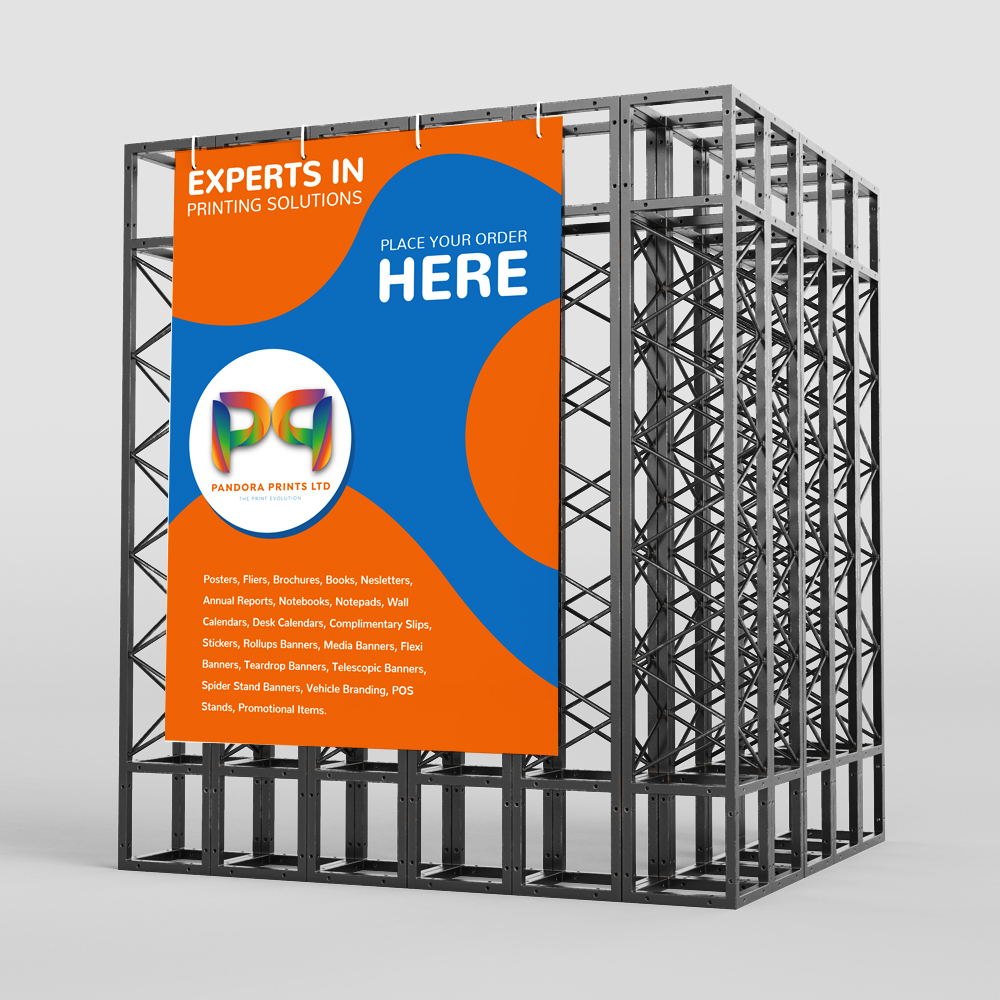 EXPERTS IN
PRINTING SOLUTIONS
PLACE YOUR ORDER
HERE
PANDORA PRINTS LTD
THE PRINT EVOLUTION
Posters, Fliers, Brochures, Books, Nesletters,
Annual Reports, Notebooks, Notepads, Wall
Calendars, Desk Calendars, Complimentary Slips,
Stickers, Rollups Banners, Media Banners, Flexi
Banners, Teardrop Banners, Telescopic Banners,
Spider Stand Banners, Vehicle Branding, POS
Stands, Promotional Items.